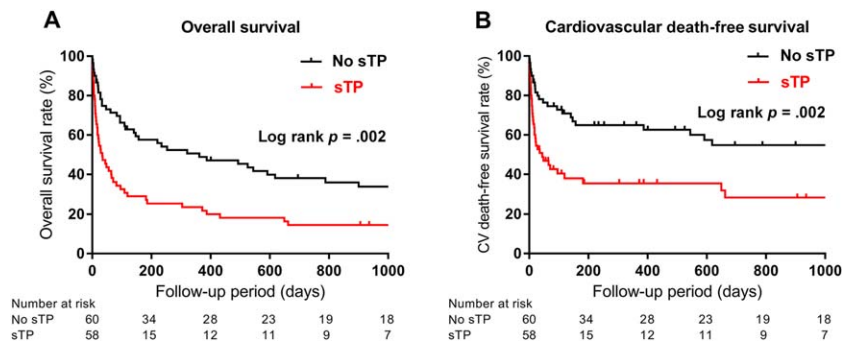 A
Overall survival
No sTP
sTP
Log rank p = .002
Overall survival rate (%)
100
80
60
40
20
0
0 200 400 600 800 1000
Follow-up period (days)
Number at risk
No sTP 60 34 28 23 19 18
sTP 58 15 12 11 9 7
B
Cardiovascular death-free survival
No sTP
sTP
Log rank p = .002
CV death-free survival rate (%)
100
80
60
40
20
0
0 200 400 600 800 1000
Follow-up period (days)
Number at risk
No sTP 60 34 28 23 19 18
sTP 58 15 12 11 9 7